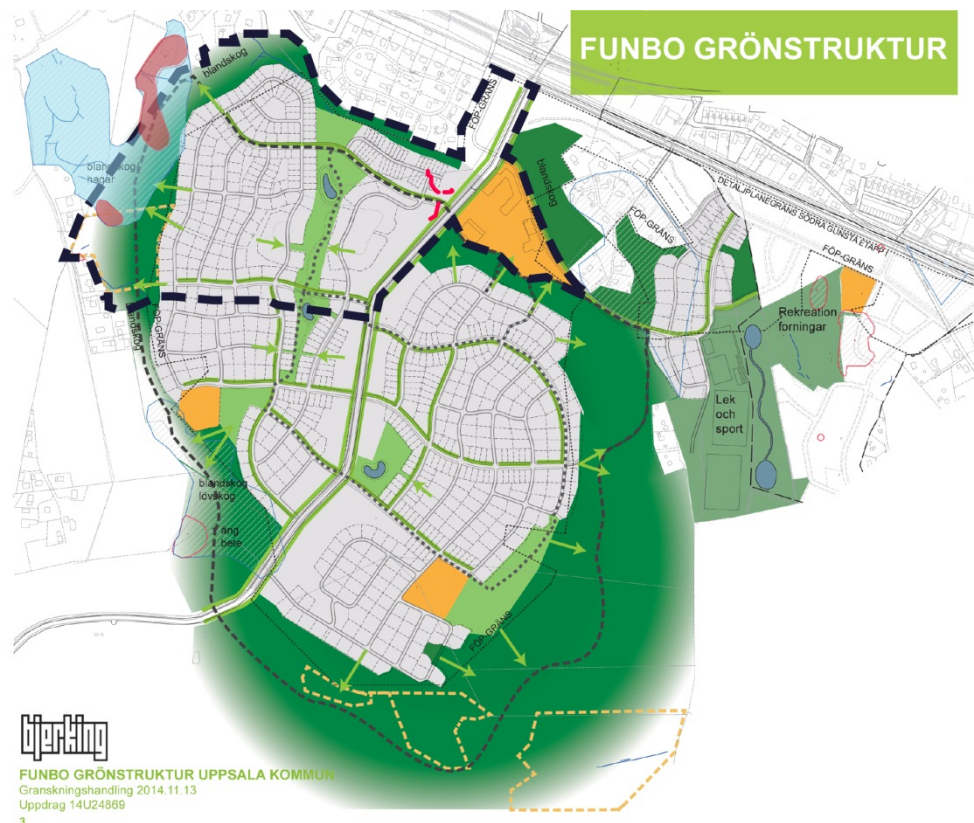 FUNBO GRÖNSTRUKTUR
blandskog
FÖP-GRÄNS
blandskog
hagar
blandskog
FÖP-GRÄNS
DETALJPLANEGRÄNS SÖDRA GUNSTA ETAPP I
FÖP-GRÄNS
Rekreation
forningar
FÖP-GRÄNS
Lek
och
sport
blandskog
lövskog
äng
bete
FÖP-GRÄNS
bjerking
FUNBO GRÖNSTRUKTUR UPPSALA KOMMUN
Granskningshandling 2014.11.13
Uppdrag 14U24869
3